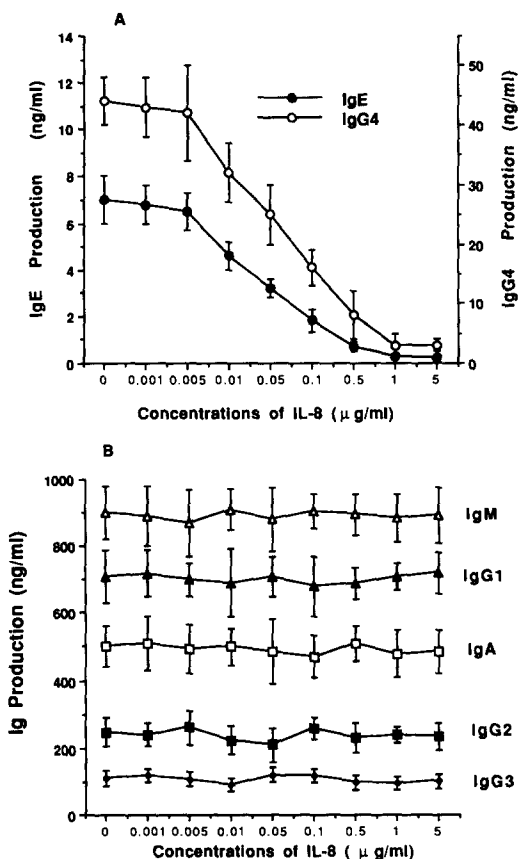 A
14
12
10
8
6
4
2
0
IgE Production (ng/ml)
50
40
30
20
10
0
IgG4 Production (ng/ml)
IgE
IgG4
0 0.001 0.005 0.01 0.05 0.1 0.5 1 5
Concentrations of IL-8 ( μ g/ml)
B
1000
800
600
400
200
0
Ig Production (ng/ml)
IgM
IgG1
IgA
IgG2
IgG3
0 0.001 0.005 0.01 0.05 0.1 0.5 1 5
Concentrations of IL-8 ( μ g/ml)